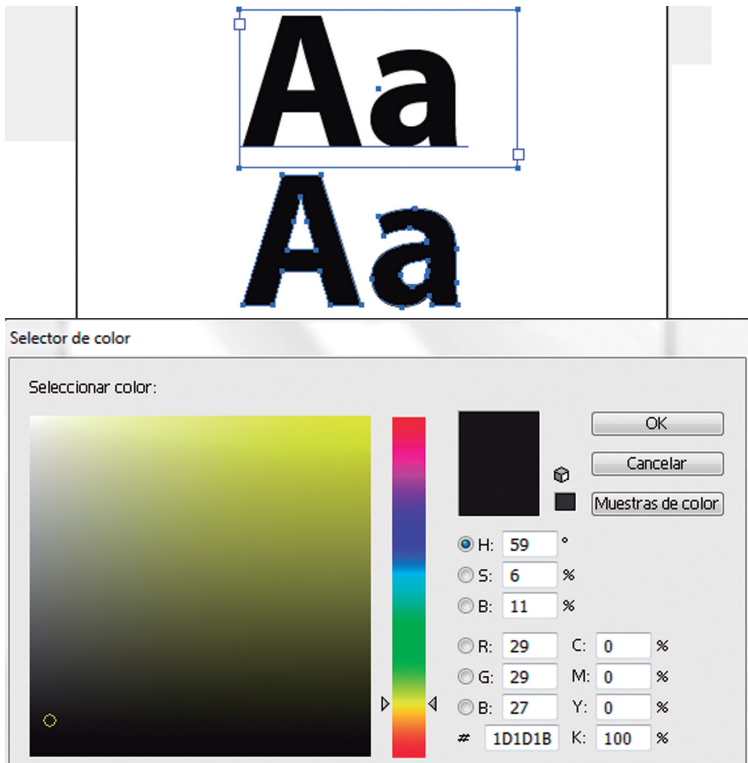 Aa
Aa
Selector de color
Seleccionar color:
OK
Cancelar
Muestras de color
H: 59 °
S: 6 %
B: 11 %
R: 29 C: 0 %
G: 29 M: 0 %
B: 27 Y: 0 %
# 1D1D1B K: 100 %